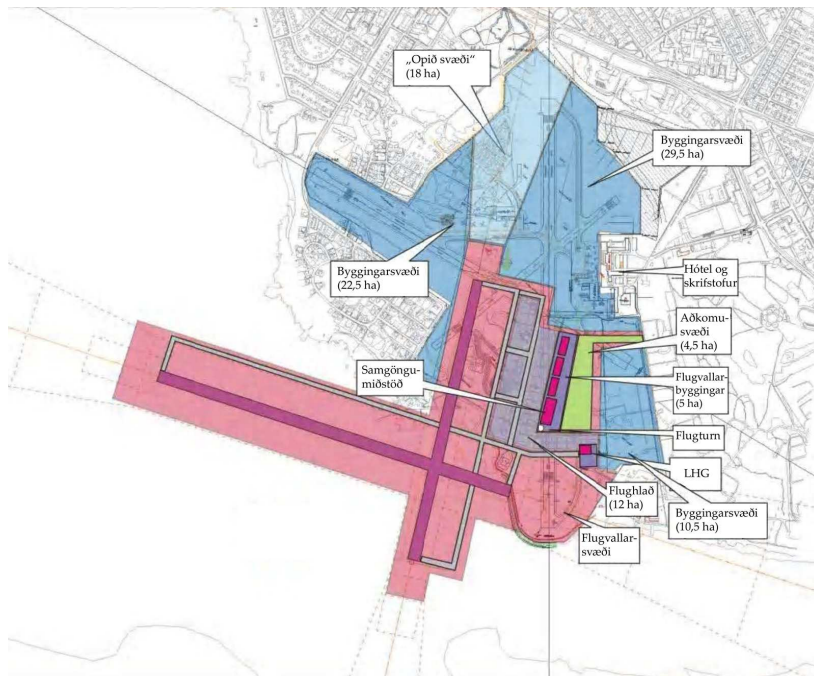 „Opið svæði“
(18 ha)
Byggingarsvæði
(29,5 ha)
Byggingarsvæði
(22,5 ha)
Hótel og
skrifstofur
Aðkomu-
svæði
(4,5 ha)
Samgöngu-
miðstöð
Flugvallar-
byggingar
(5 ha)
Flugturn
LHG
Flughlað
(12 ha)
Byggingarsvæði
(10,5 ha)
Flugvallar-
svæði